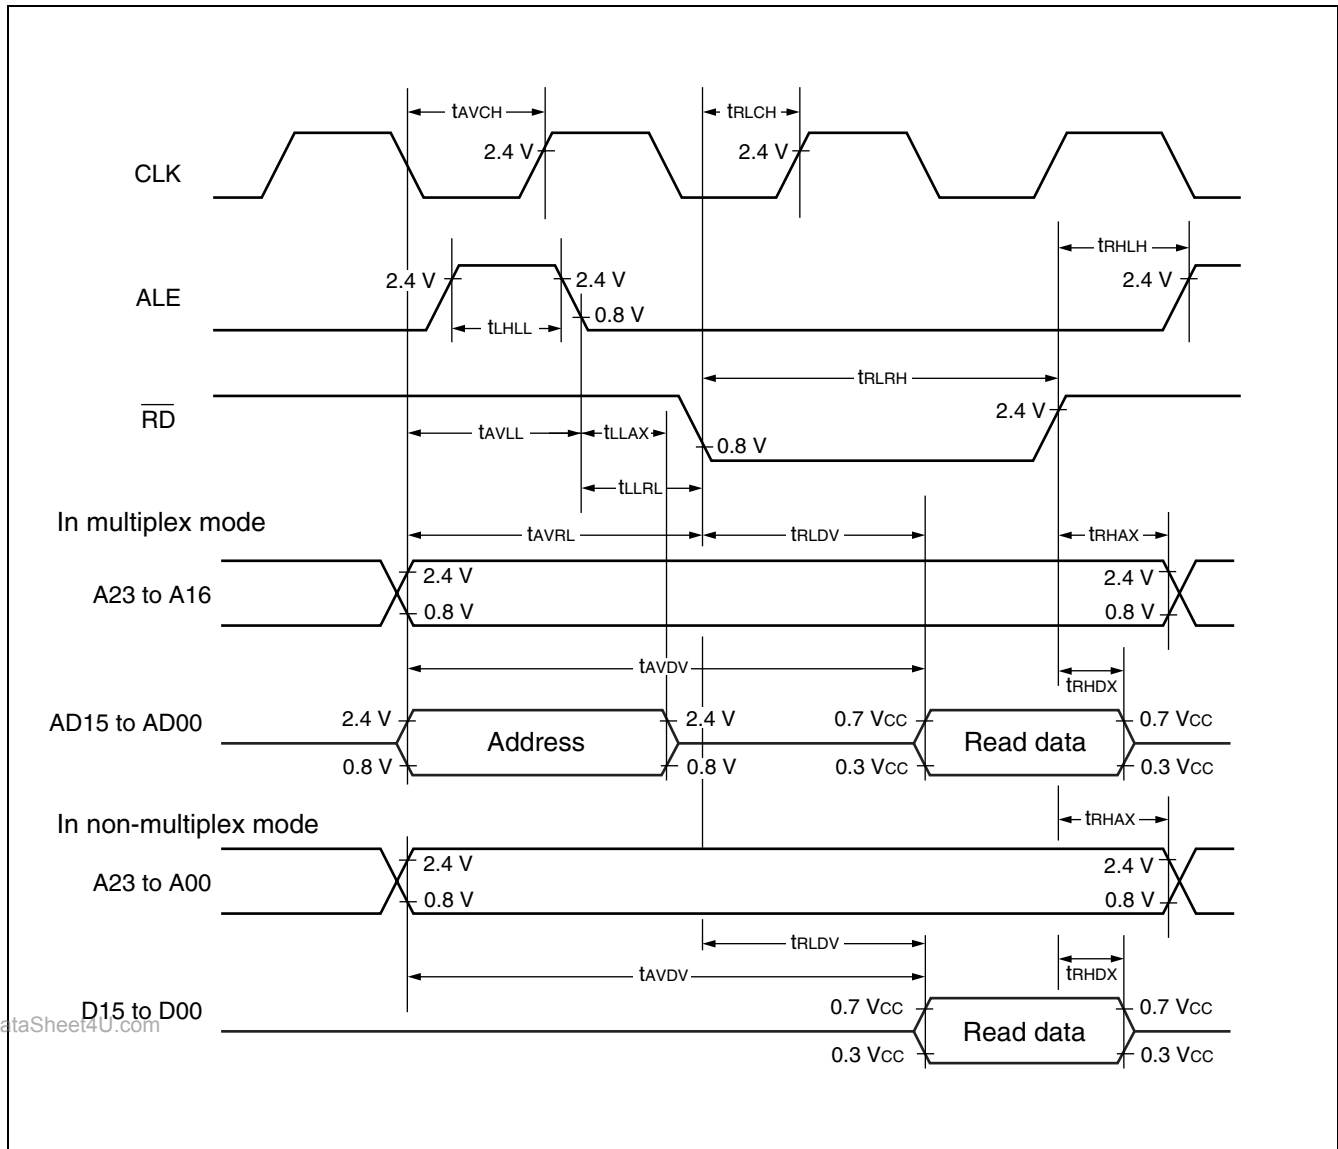 tAVCH tRLCH
CLK 2.4 V 2.4 V
tRHLH
ALE 2.4 V 2.4 V 2.4 V
0.8 V
tLHLL
tRLRH
RD 2.4 V
tAVLL tLLAX 0.8 V
tLLRL
In multiplex mode
tAVRL tRLDV tRHAX
A23 to A16 2.4 V 2.4 V
0.8 V 0.8 V
tAVDV
tRHDX
AD15 to AD00 2.4 V 2.4 V 0.7 VCC 0.7 VCC
Address Read data
0.8 V 0.8 V 0.3 VCC 0.3 VCC
In non-multiplex mode
tRHAX
A23 to A00 2.4 V 2.4 V
0.8 V 0.8 V
tRLDV
tAVDV tRHDX
D15 to D00 0.7 VCC 0.7 VCC
ataSheet4U.com
Read data
0.3 VCC 0.3 VCC